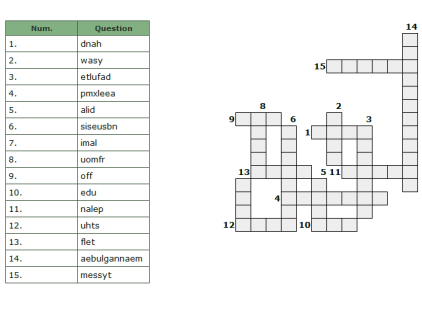 Num. Question
1. dnah
2. wasy
3. etlufad
4. pmxleea
5. alid
6. siseusbn
7. imal
8. uomfr
9. off
10. edu
11. nalep
12. uhts
13. flet
14. aebulgannaem
15. messyt
14
15
8 2
9 6 3
1
13 5 11
4
12 10